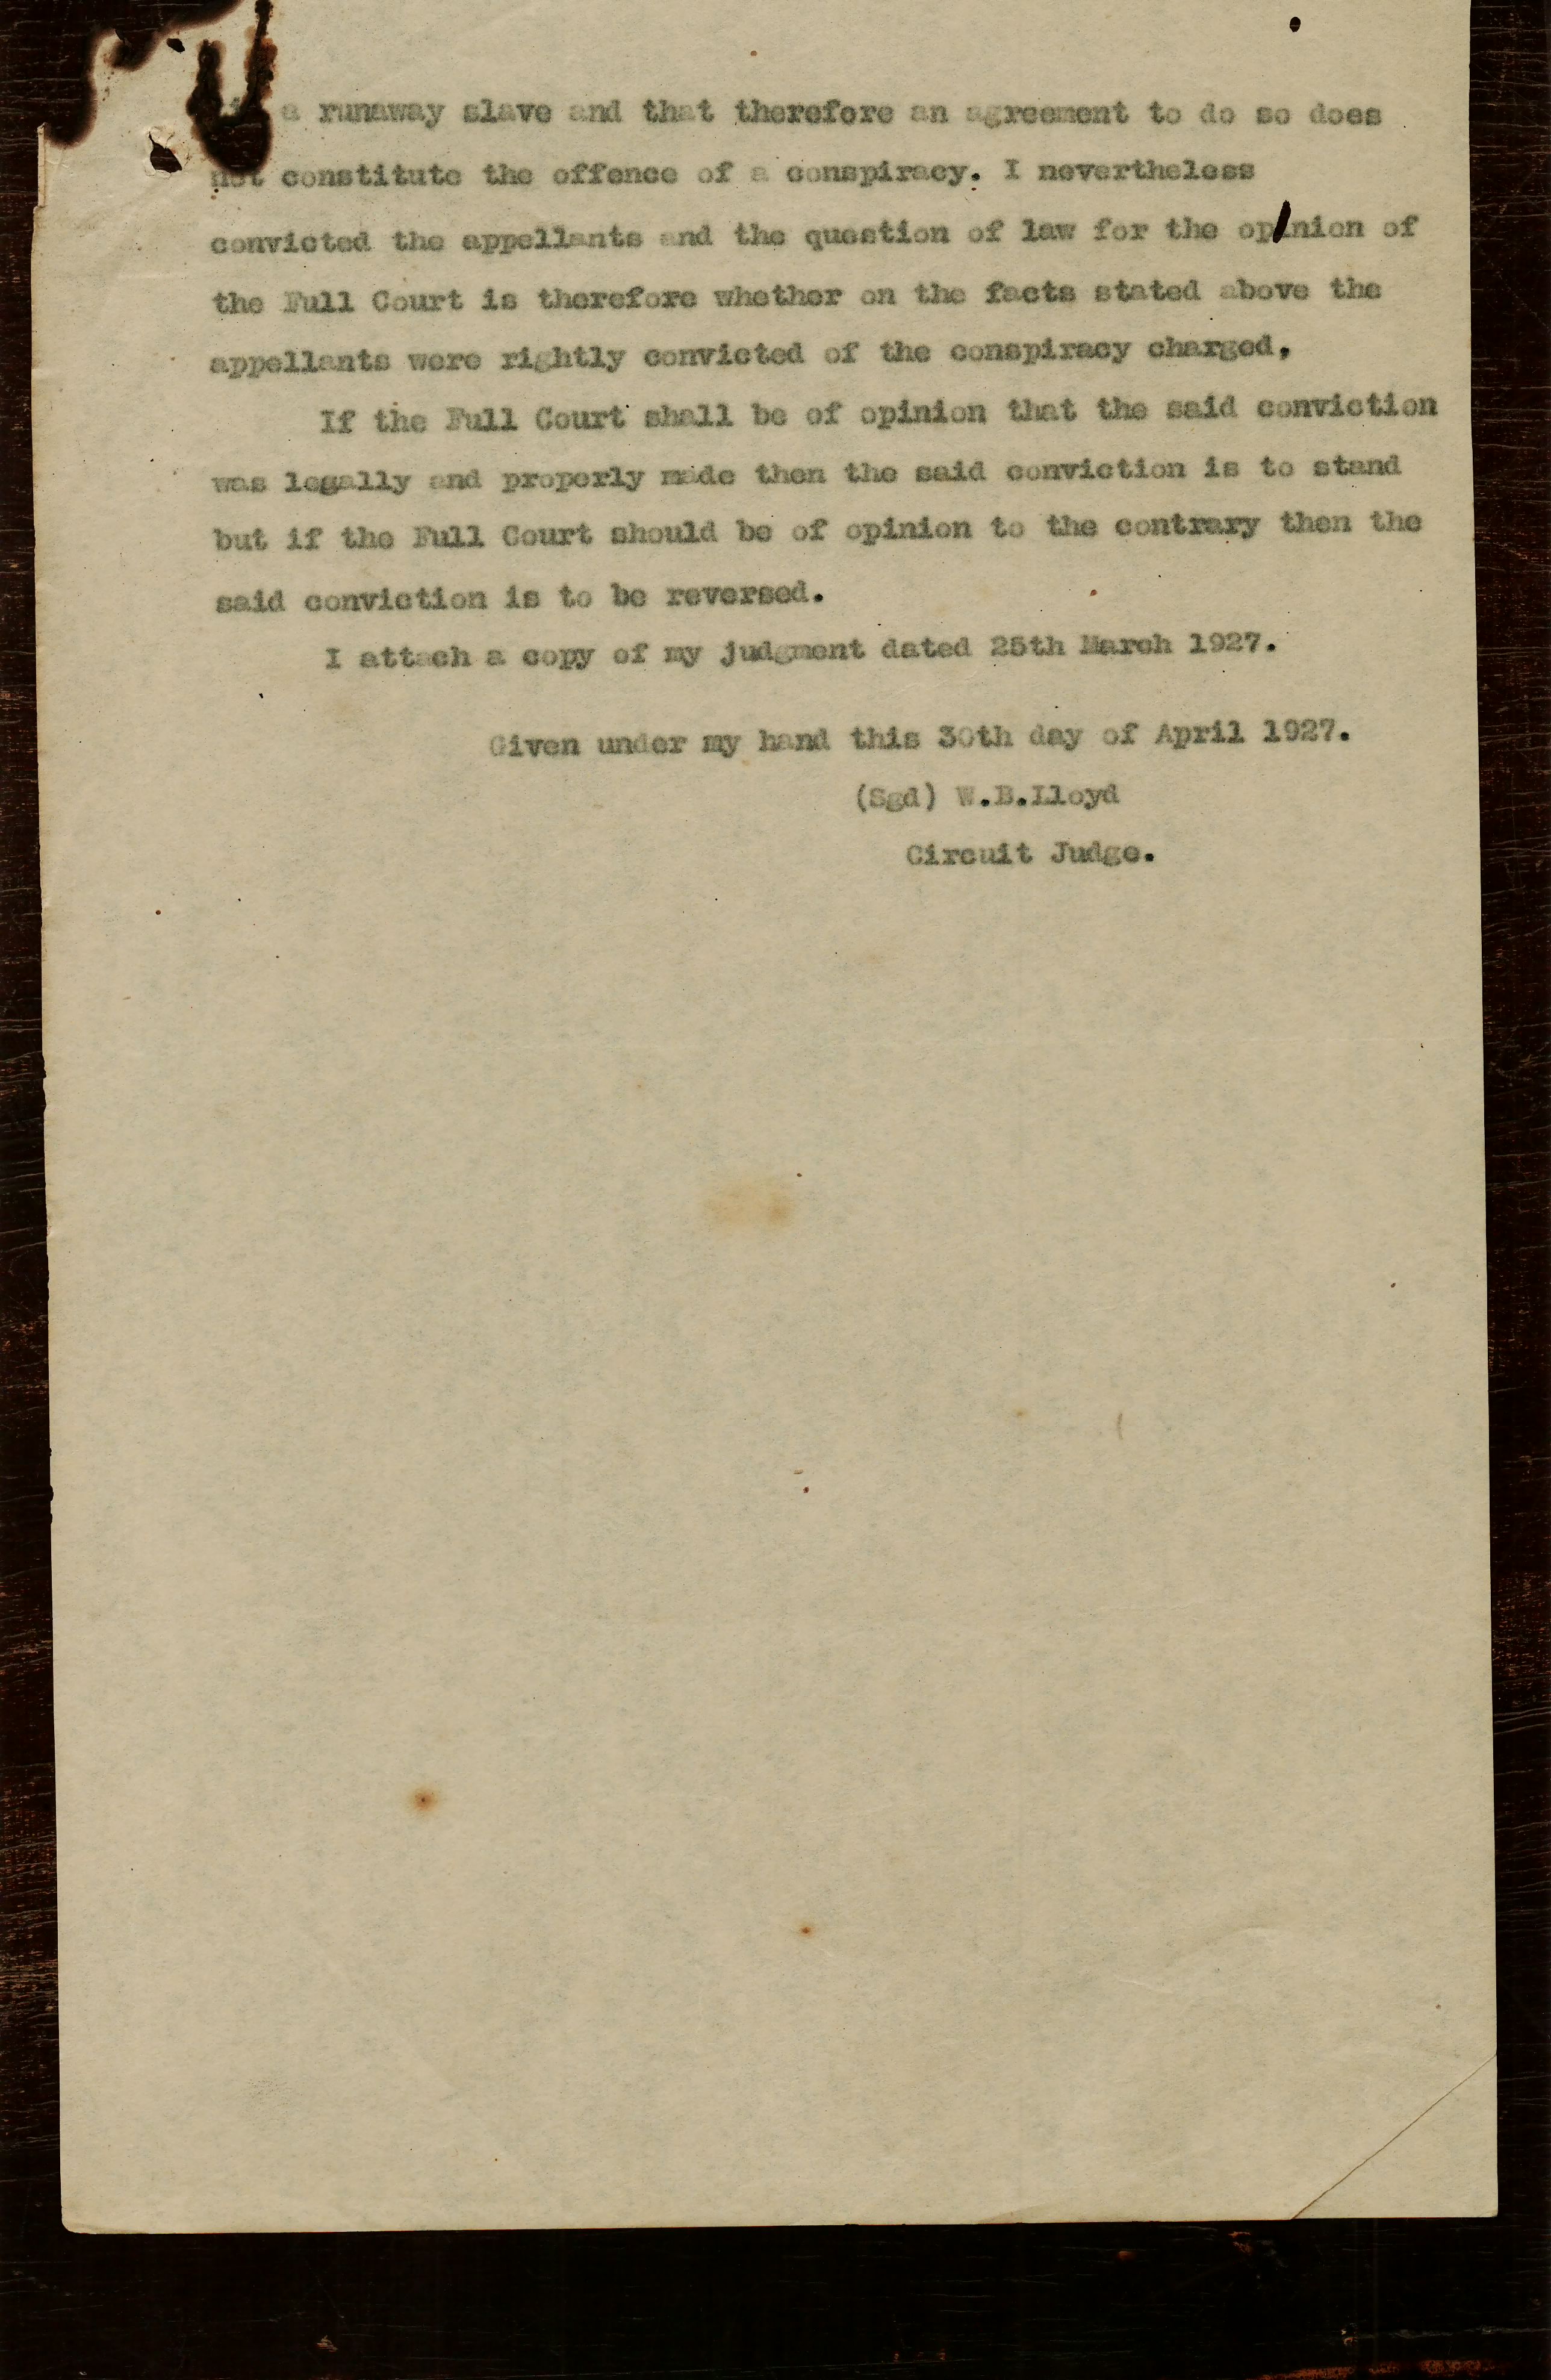 a runaway slave and that therefore an agreement to do so does
not constitute the offence of a conspiracy. I nevertheless
convicted the appellants and the question of law for the opinion of
the Full Court is therefore whether on the facts stated above the
appellants were rightly convicted of the conspiracy charged.
If the Full Court shall be of opinion that the said conviction
was legally and properly made then the said conviction is to stand
but if the Full Court should be of opinion to the contrary then the
said conviction is to be reversed.
I attach a copy of my judgment dated 25th March 1927.
Given under my hand this 30th day of April 1927.
(Sgd) W.B.Lloyd
Circuit Judge.